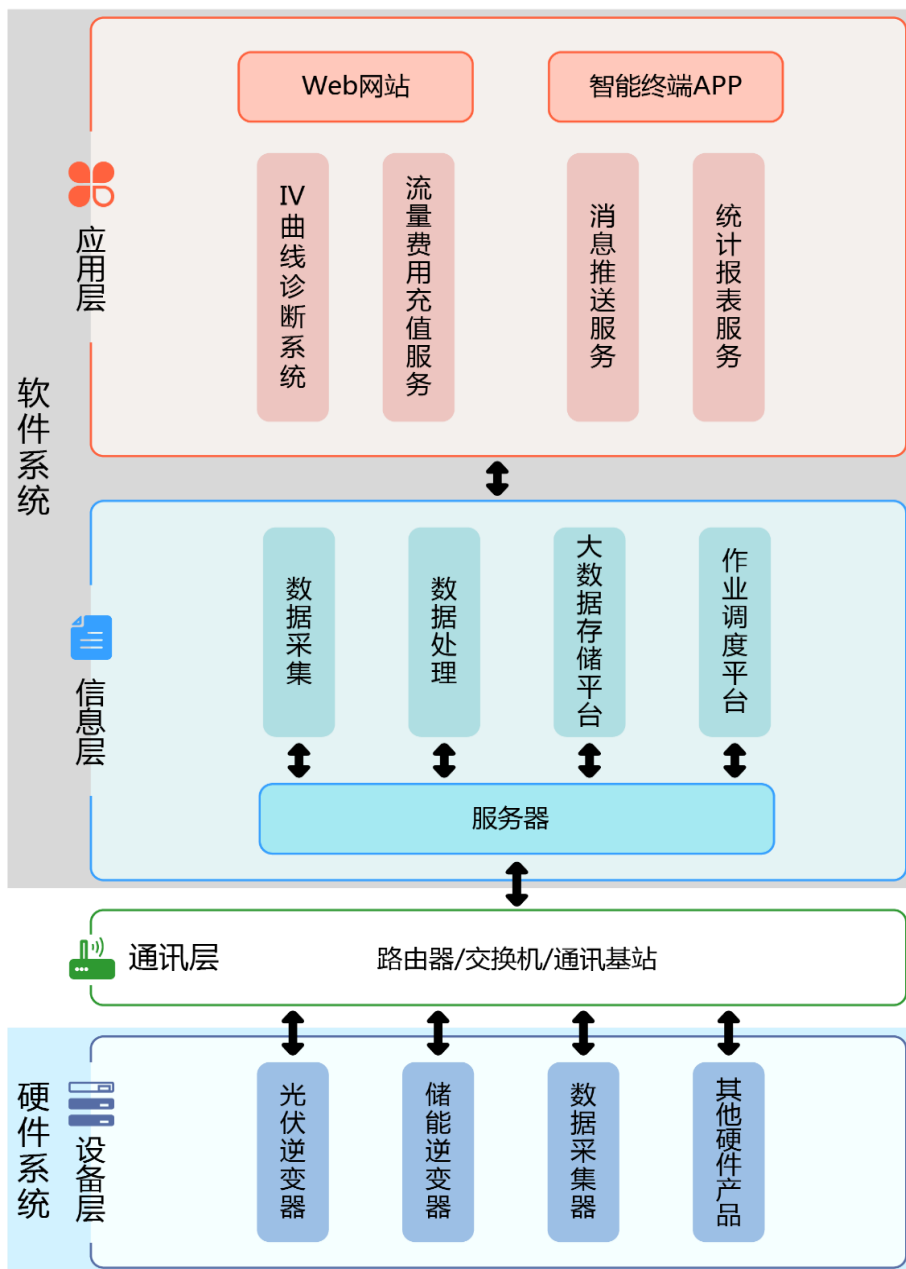 Web网站
智能终端APP
IV曲线诊断系统
流量费用充值服务
消息推送服务
统计报表服务
应用层
软件系统
数据采集
数据处理
大数据存储平台
作业调度平台
信息层
服务器
通讯层
路由器/交换机/通讯基站
硬件系统
设备层
光伏逆变器
储能逆变器
数据采集器
其他硬件产品